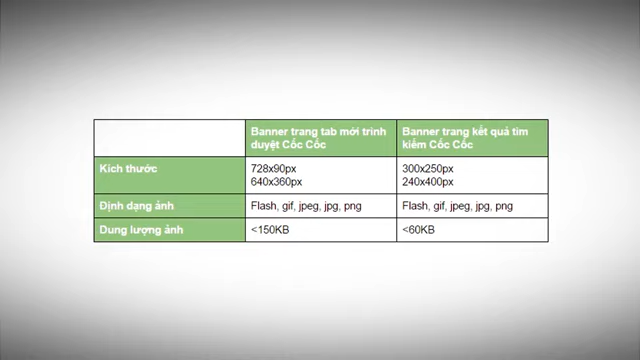 Banner trang tab mới trình
duyệt Cốc Cốc
Banner trang kết quả tìm
kiếm Cốc Cốc
Kích thước
728x90px
640x360px
300x250px
240x400px
Định dạng ảnh
Flash, gif, jpeg, jpg, png
Flash, gif, jpeg, jpg, png
Dung lượng ảnh
<150KB
<60KB